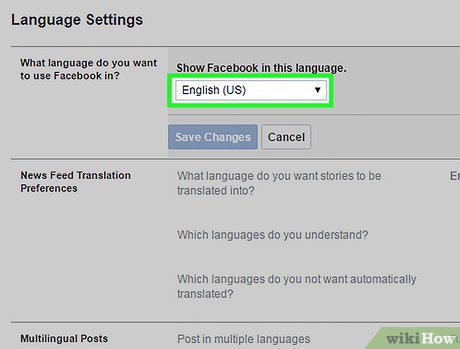 Language Settings
What language do you want
to use Facebook in?
Show Facebook in this language.
English (US)
Save Changes
Cancel
News Feed Translation
Preferences
What language do you want stories to be
translated into?
Which languages do you understand?
Which languages do you not want automatically
translated?
Multilingual Posts
Post in multiple languages
wikiHow